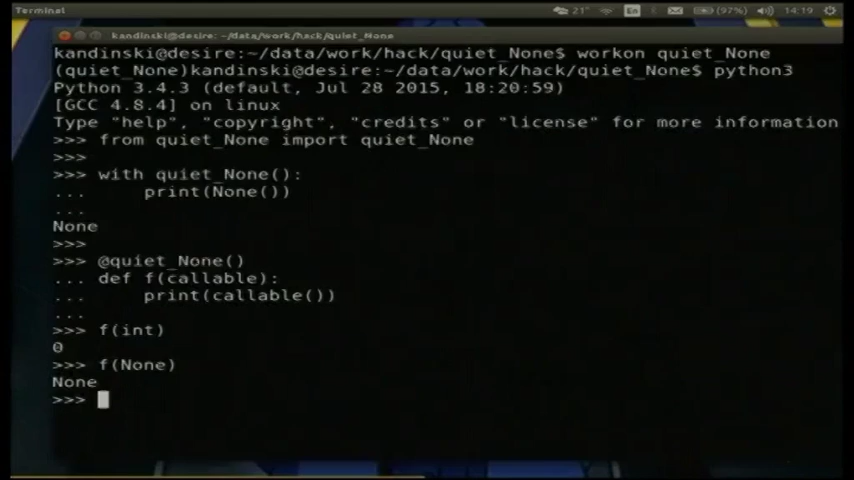 Terminal
21° En (97%) 14:19
kandinski@desire: ~/data/work/hack/quiet_None
kandinski@desire:~/data/work/hack/quiet_None$ workon quiet_None
(quiet_None)kandinski@desire:~/data/work/hack/quiet_None$ python3
Python 3.4.3 (default, Jul 28 2015, 18:20:59)
[GCC 4.8.4] on linux
Type "help", "copyright", "credits" or "license" for more information
>>> from quiet_None import quiet_None
>>>
>>> with quiet_None():
...     print(None())
...
None
>>>
>>> @quiet_None()
... def f(callable):
...     print(callable())
...
>>> f(int)
0
>>> f(None)
None
>>>